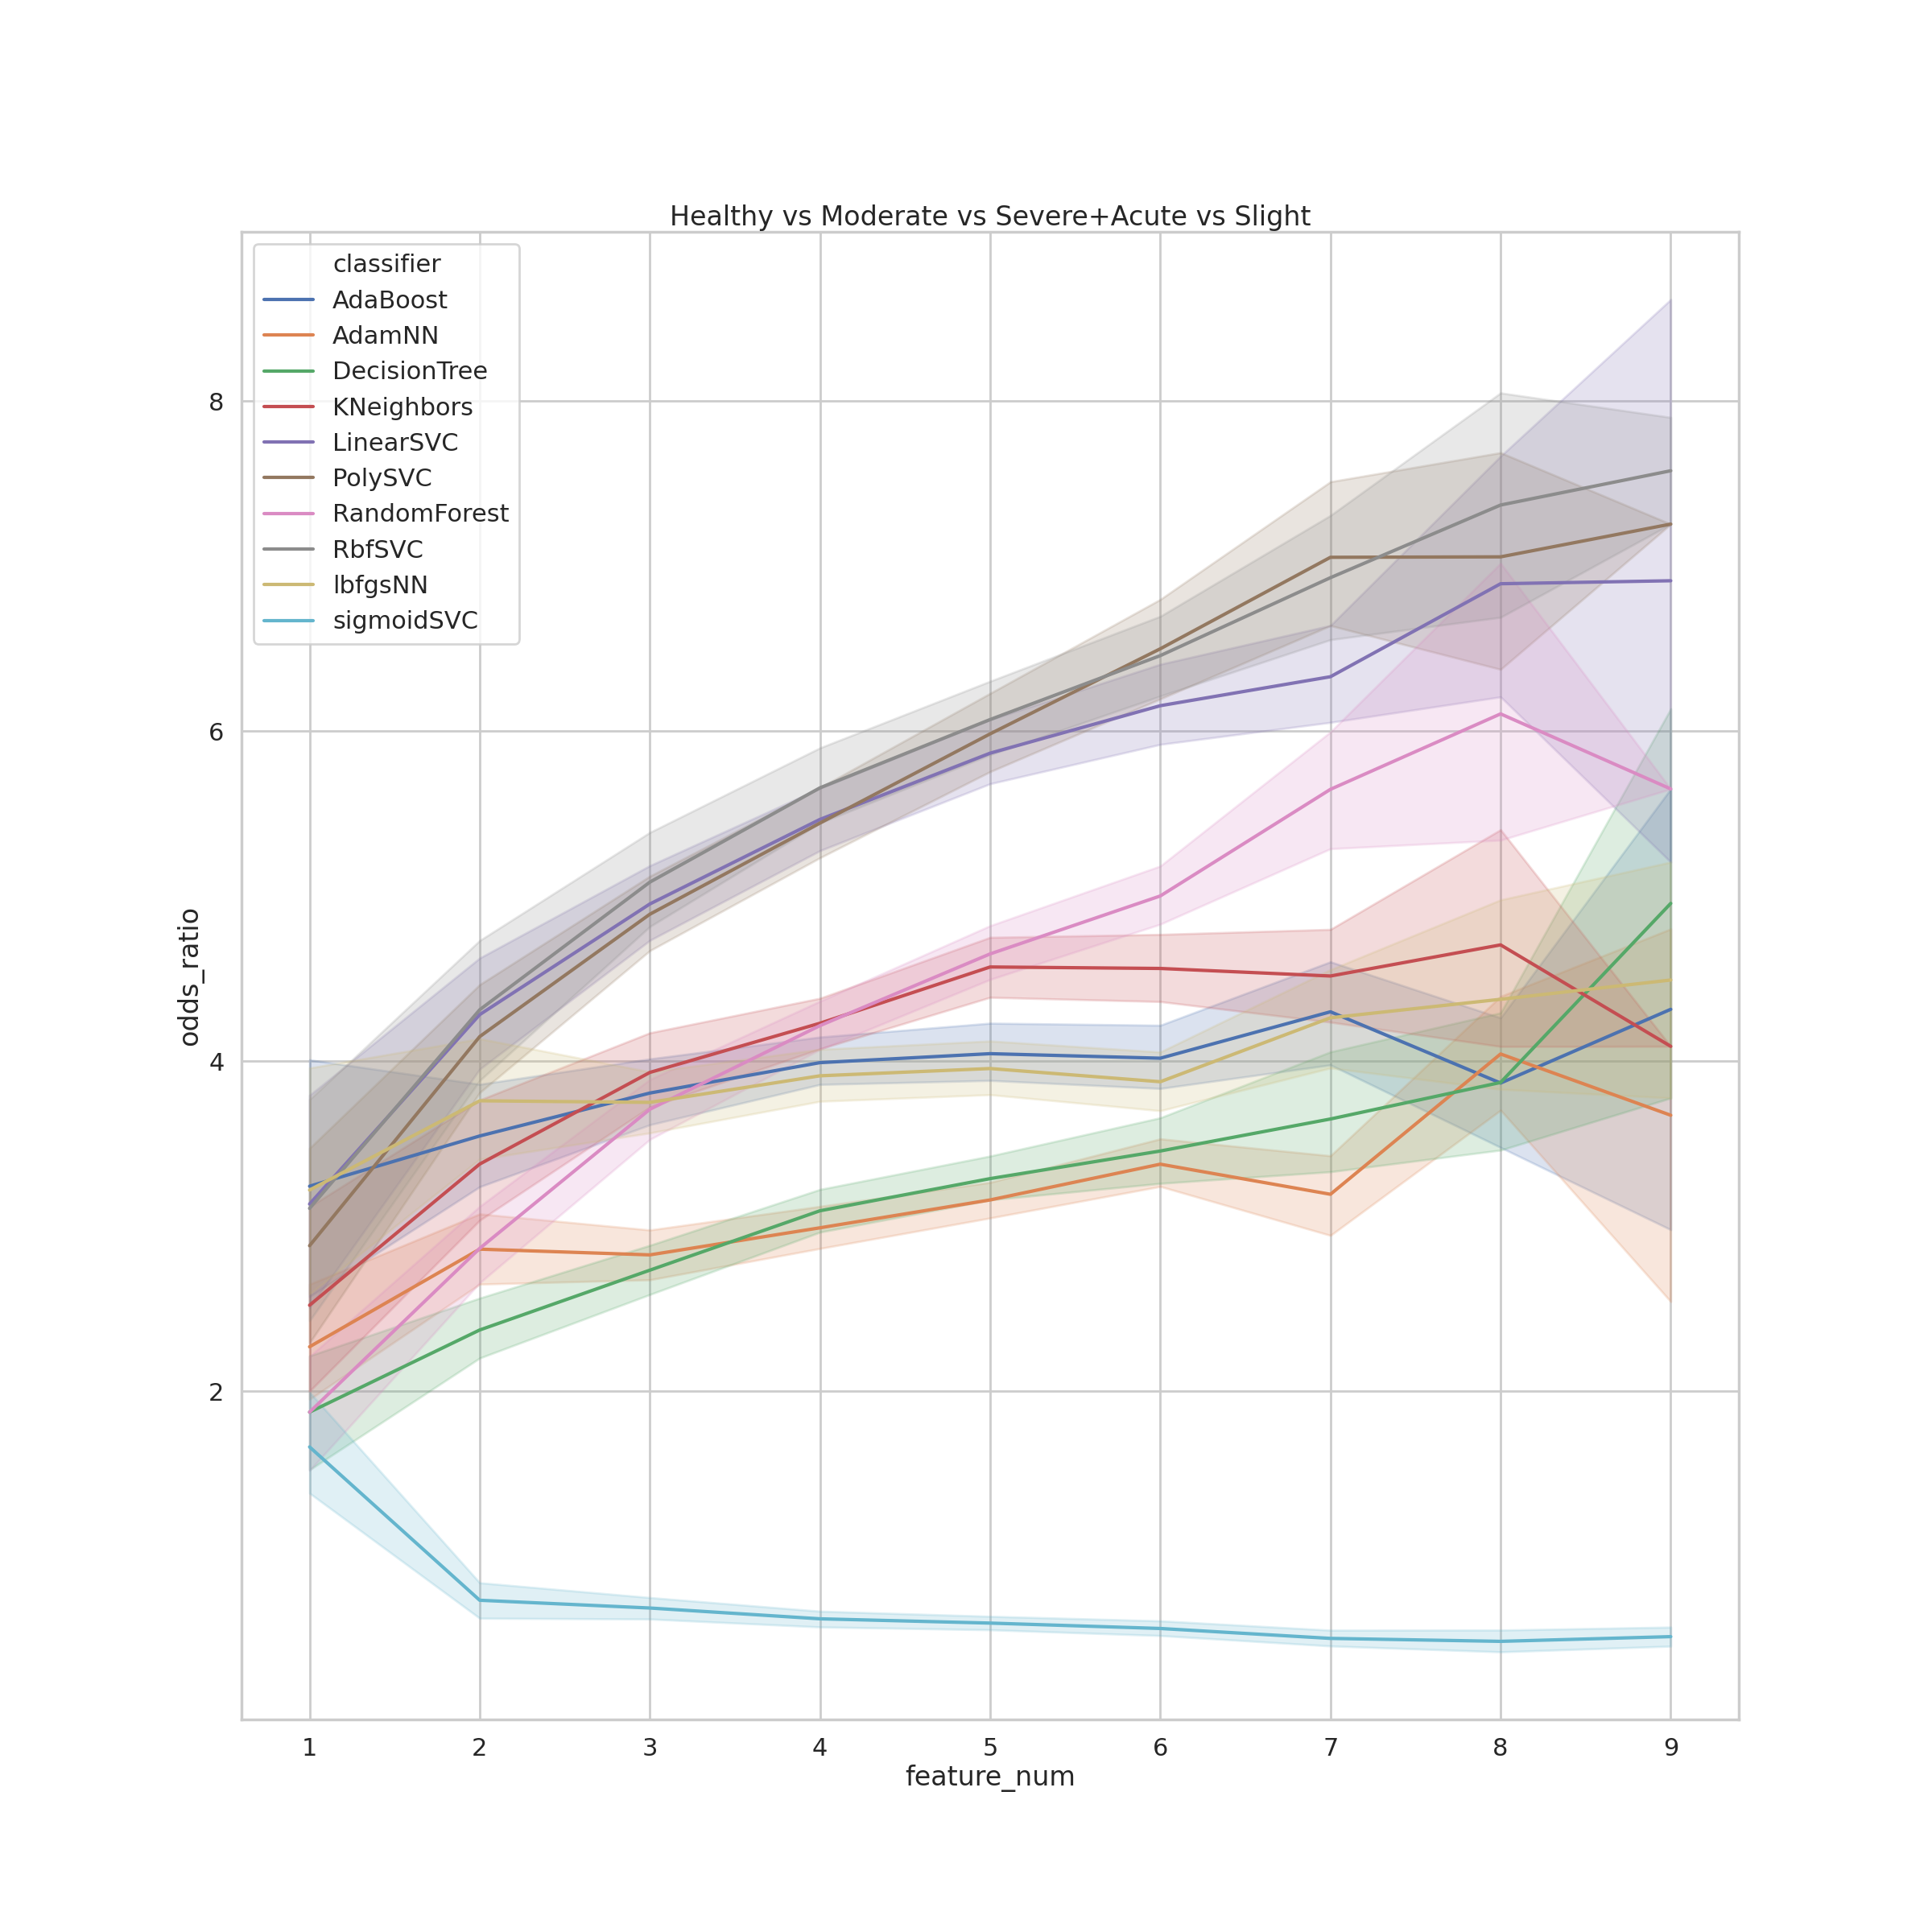 Healthy vs Moderate vs Severe+Acute vs Slight
classifier
AdaBoost
AdamNN
DecisionTree
KNeighbors
LinearSVC
PolySVC
RandomForest
RbfSVC
lbfgsNN
sigmoidSVC
odds_ratio
8
6
4
2
1 2 3 4 5 6 7 8 9
feature_num